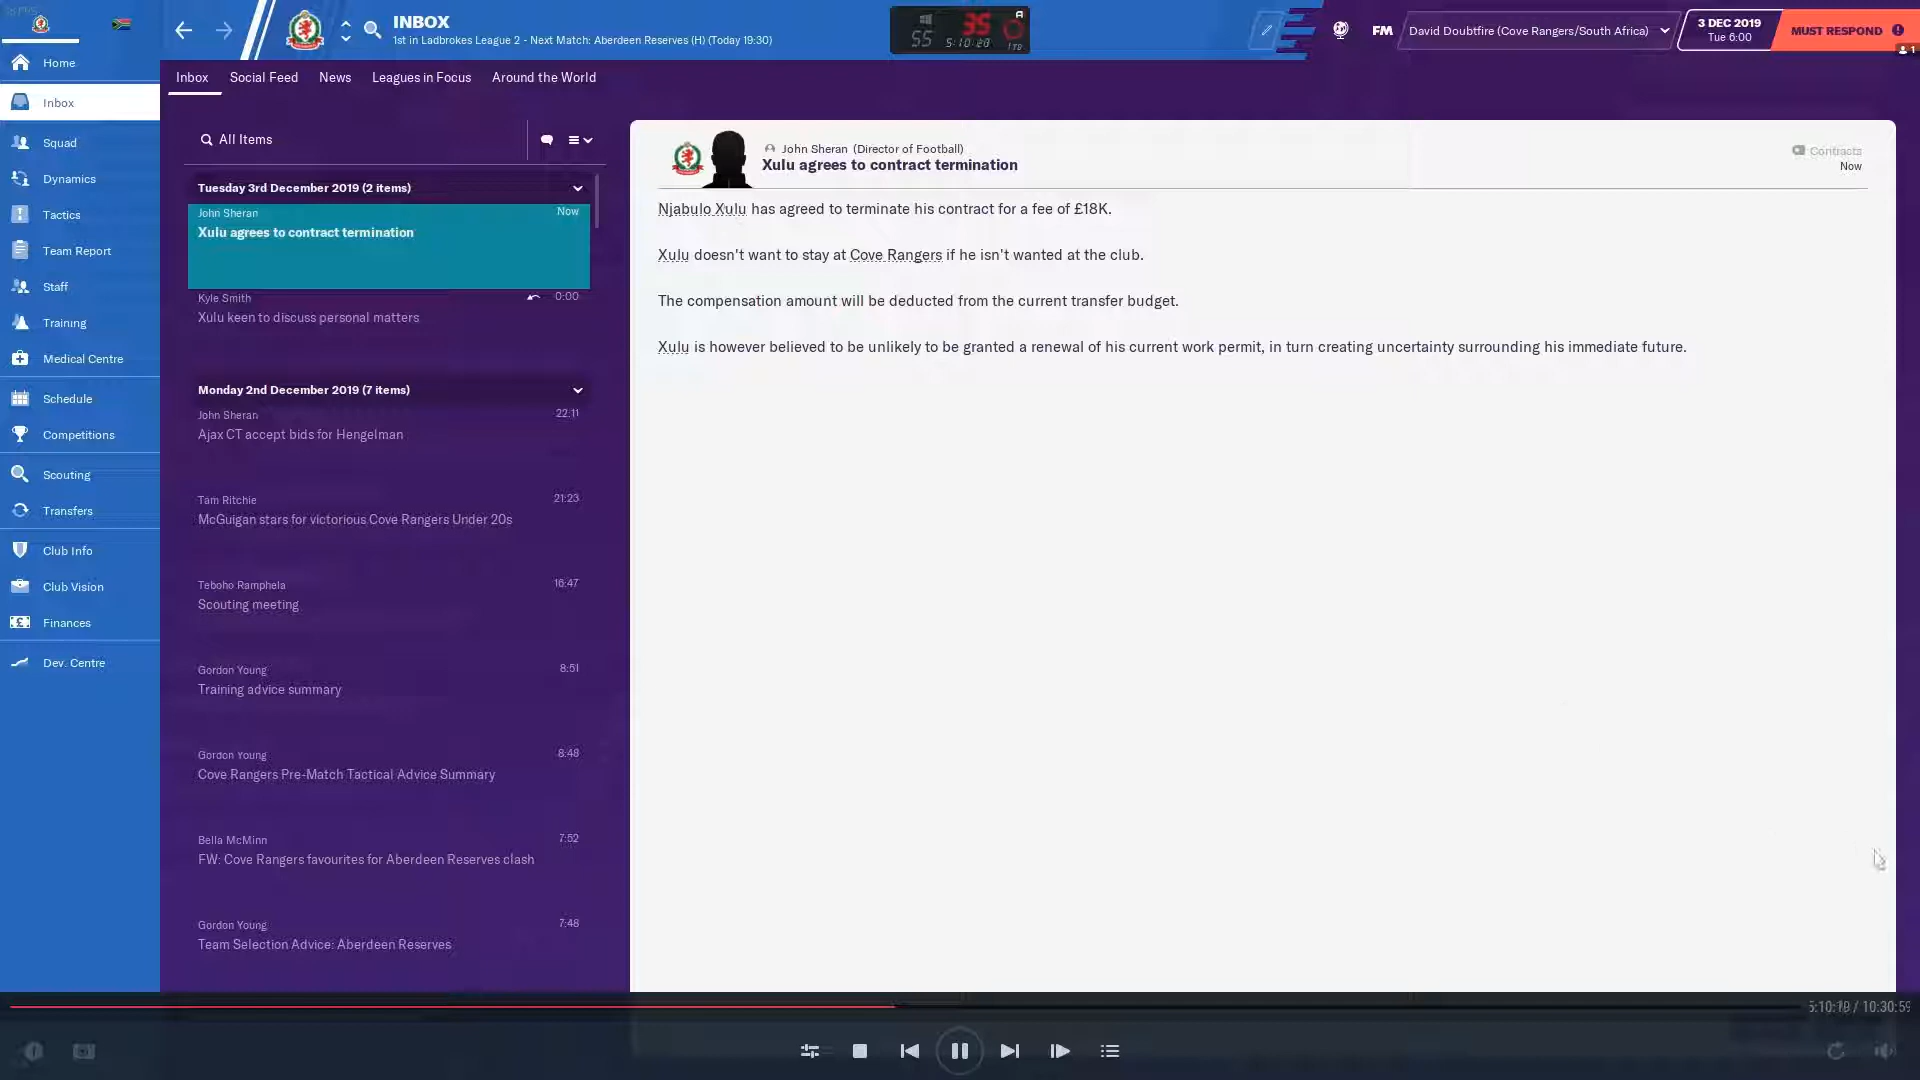 INBOX
1st in Ladbrokes League 2 - Next Match: Aberdeen Reserves (H) (Today 19:30)
35
55
5:10:20
A
1TB
FM
David Doubtfire (Cove Rangers/South Africa)
3 DEC 2019
Tue 6:00
MUST RESPOND
1
Home
Inbox
Squad
Dynamics
Tactics
Team Report
Staff
Training
Medical Centre
Schedule
Competitions
Scouting
Transfers
Club Info
Club Vision
Finances
Dev. Centre
Inbox
Social Feed
News
Leagues in Focus
Around the World
All Items
Tuesday 3rd December 2019 (2 items)
John Sheran
Now
Xulu agrees to contract termination
Kyle Smith
0:00
Xulu keen to discuss personal matters
Monday 2nd December 2019 (7 items)
John Sheran
22:11
Ajax CT accept bids for Hengelman
Tam Ritchie
21:23
McGuigan stars for victorious Cove Rangers Under 20s
Teboho Ramphela
16:47
Scouting meeting
Gordon Young
8:51
Training advice summary
Gordon Young
8:49
Cove Rangers Pre-Match Tactical Advice Summary
Bella McMinn
7:52
FW: Cove Rangers favourites for Aberdeen Reserves clash
Gordon Young
7:48
Team Selection Advice: Aberdeen Reserves
John Sheran (Director of Football)
Xulu agrees to contract termination
Contracts
Now
Njabulo Xulu has agreed to terminate his contract for a fee of £18K.
Xulu doesn't want to stay at Cove Rangers if he isn't wanted at the club.
The compensation amount will be deducted from the current transfer budget.
Xulu is however believed to be unlikely to be granted a renewal of his current work permit, in turn creating uncertainty surrounding his immediate future.
/ 10:30:59